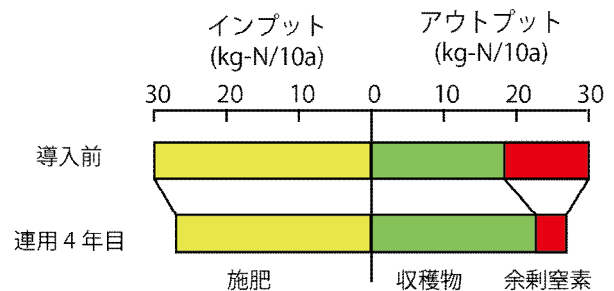 インプット
(kg-N/10a)
アウトプット
(kg-N/10a)
30 20 10 0 10 20 30
導入前
連用4年目
施肥 収穫物 余剰窒素